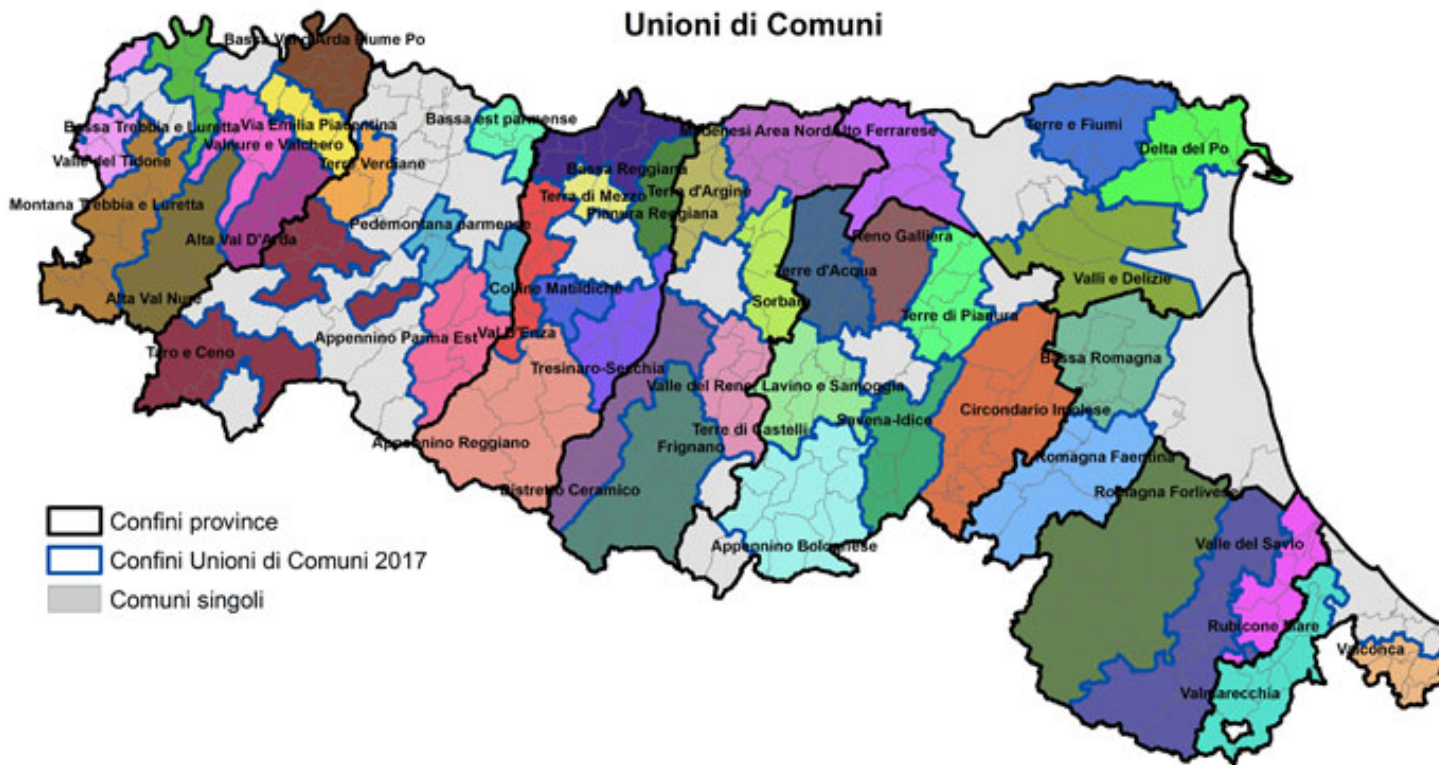 Unioni di Comuni
Bassa Val d'Arda Fiume Po
Bassa Trebbia e Luretta
Via Emilia Piacentina
Valnure e Valchero
Valle del Tidone
Terre Verdiane
Bassa est parmense
Montana Trebbia e Luretta
Alta Val D'Arda
Pedemontana parmense
Alta Val Nure
Appennino Parma Est
Taro e Ceno
Bassa Reggiana
Terra di Mezzo
Pianura Reggiana
Colline Matildiche
Val D'Enza
Tresinaro-Secchia
Appennino Reggiano
Modenesi Area Nord
Terre d'Argine
Sorbara
Distretto Ceramico
Frignano
Terre di Castelli
Alto Ferrarese
Terre e Fiumi
Delta del Po
Valli e Delizie
Reno Galliera
Terre d'Acqua
Terre di Pianura
Valle del Reno, Lavino e Samoggia
Savena-Idice
Appennino Bolognese
Circondario Imolese
Bassa Romagna
Romagna Faentina
Romagna Forlivese
Valle del Savio
Rubicone Mare
Valmarecchia
Valconca
Confini province
Confini Unioni di Comuni 2017
Comuni singoli